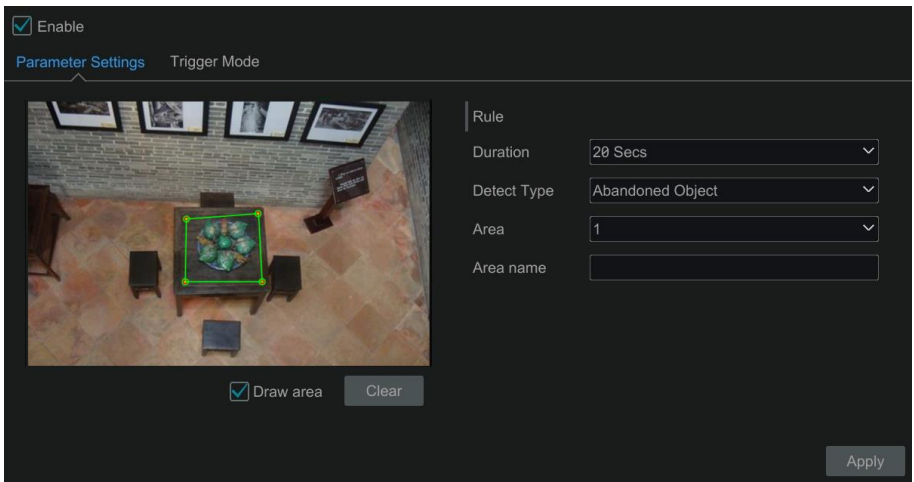 Enable
Parameter Settings
Trigger Mode
Rule
Duration
20 Secs
Detect Type
Abandoned Object
Area
1
Area name
Draw area
Clear
Apply